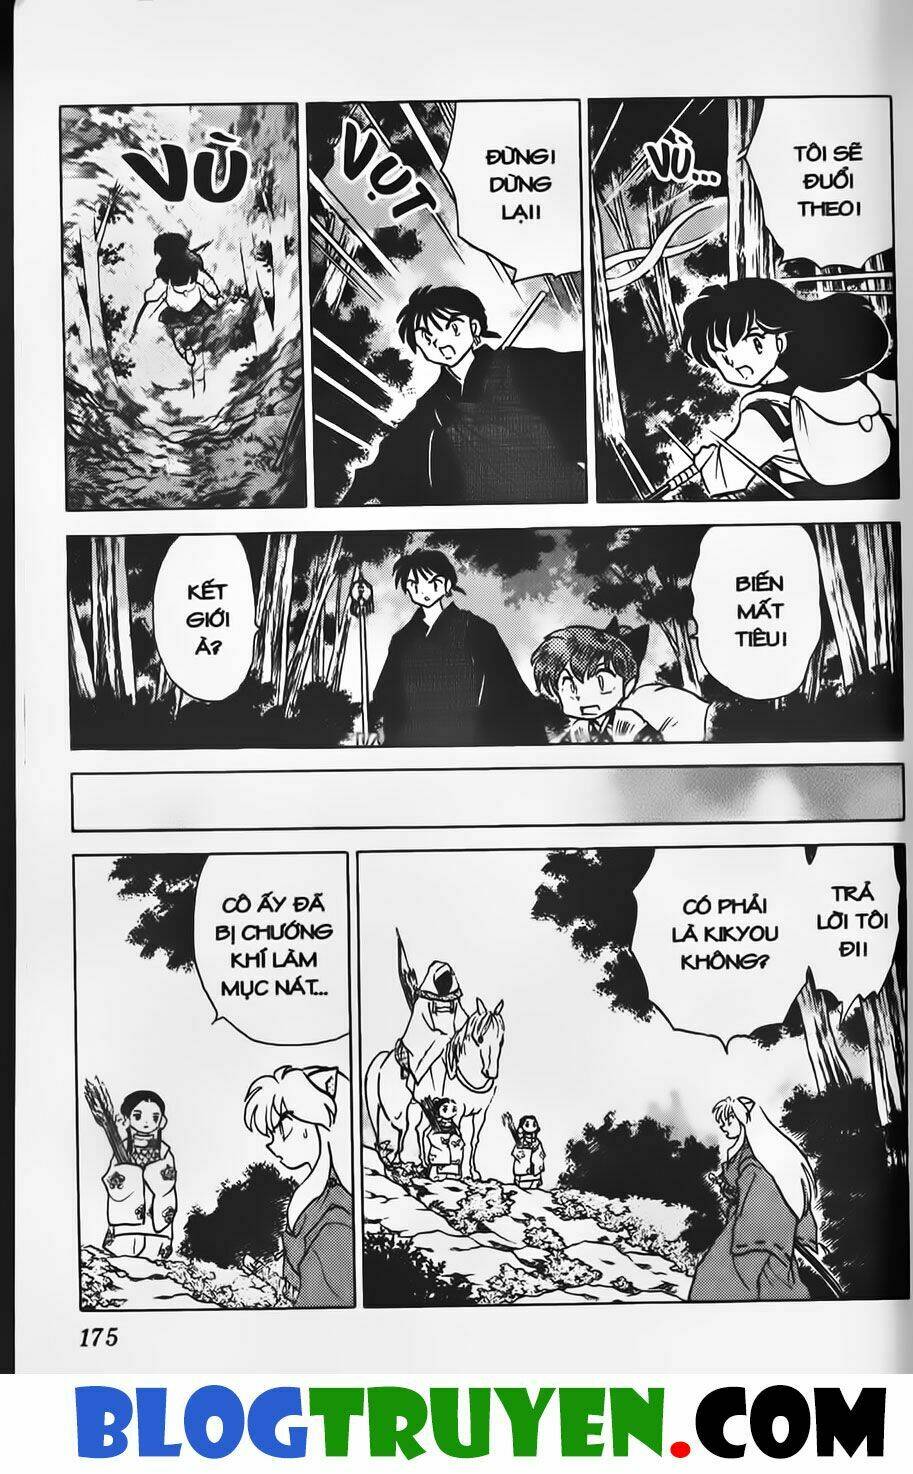 TÔI SẼ
ĐUỔI
THEO!
VÙ...
ĐỪNG!
DỪNG
LẠI!
VỤT
VÙ
BIẾN
MẤT
TIÊU!
KẾT
GIỚI
À?
TRẢ
LỜI TÔI
ĐI!
CÓ PHẢI
LÀ KIKYOU
KHÔNG?
CÔ ẤY ĐÃ
BỊ CHƯỚNG
KHÍ LÀM
MỤC NÁT...
175
BLOGTRUYEN.COM